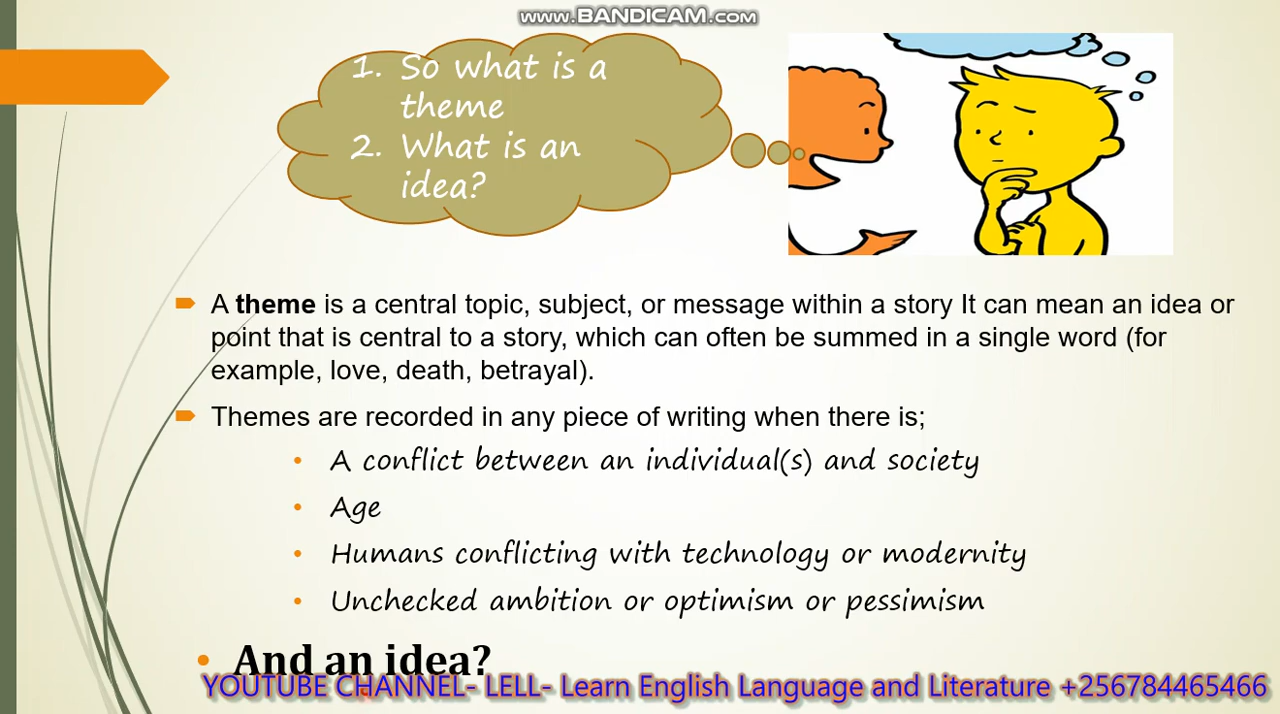 www.BANDICAM.com
1. So what is a
theme
2. What is an
idea?
A theme is a central topic, subject, or message within a story It can mean an idea or
point that is central to a story, which can often be summed in a single word (for
example, love, death, betrayal).
Themes are recorded in any piece of writing when there is;
• A conflict between an individual(s) and society
• Age
• Humans conflicting with technology or modernity
• Unchecked ambition or optimism or pessimism
• And an idea?
YOUTUBE CHANNEL- LELL- Learn English Language and Literature +256784465466